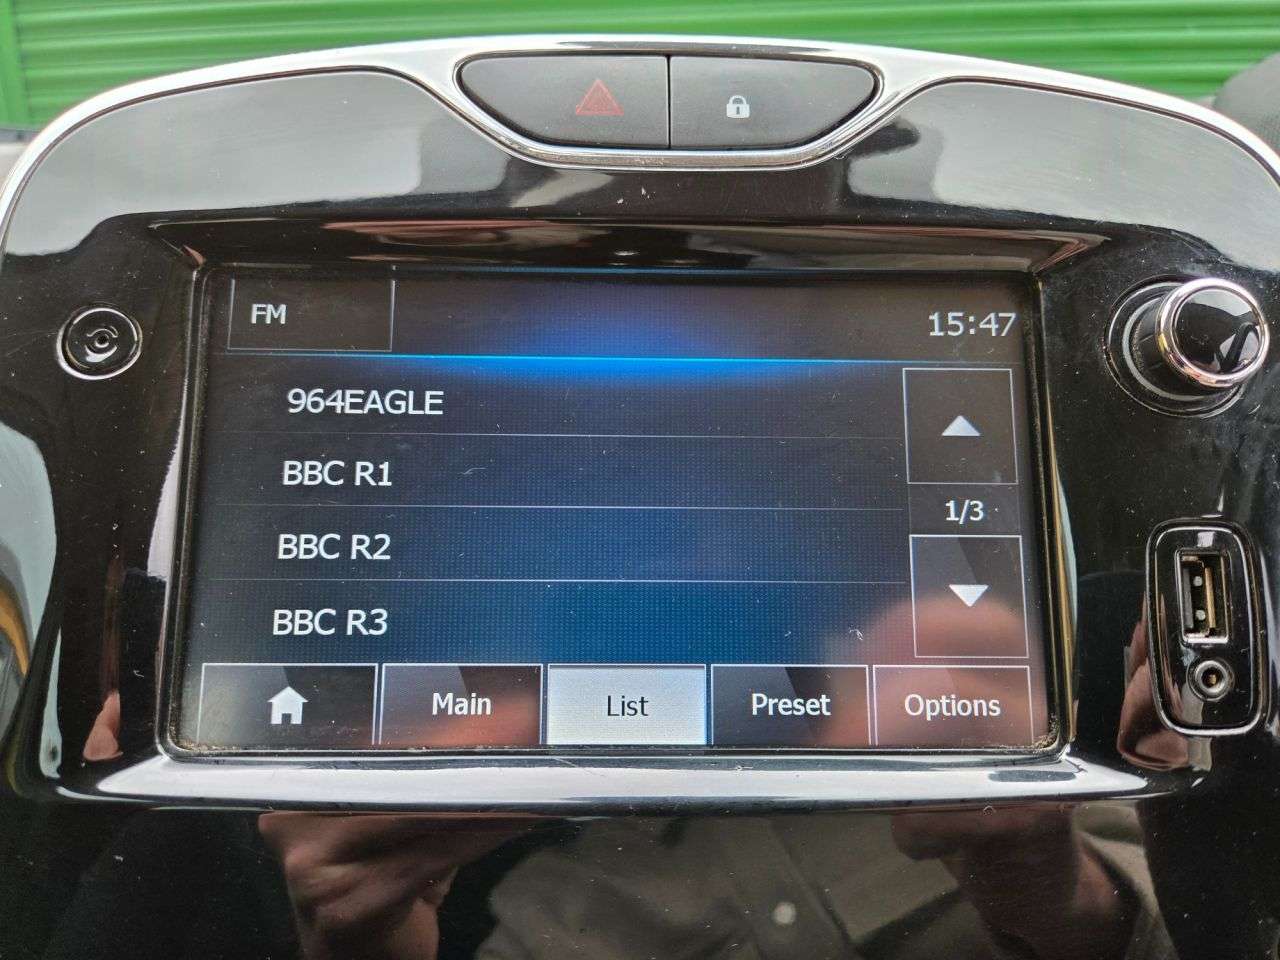 FM
15:47
964EAGLE
BBC R1
BBC R2
1/3
BBC R3
Main
List
Preset
Options